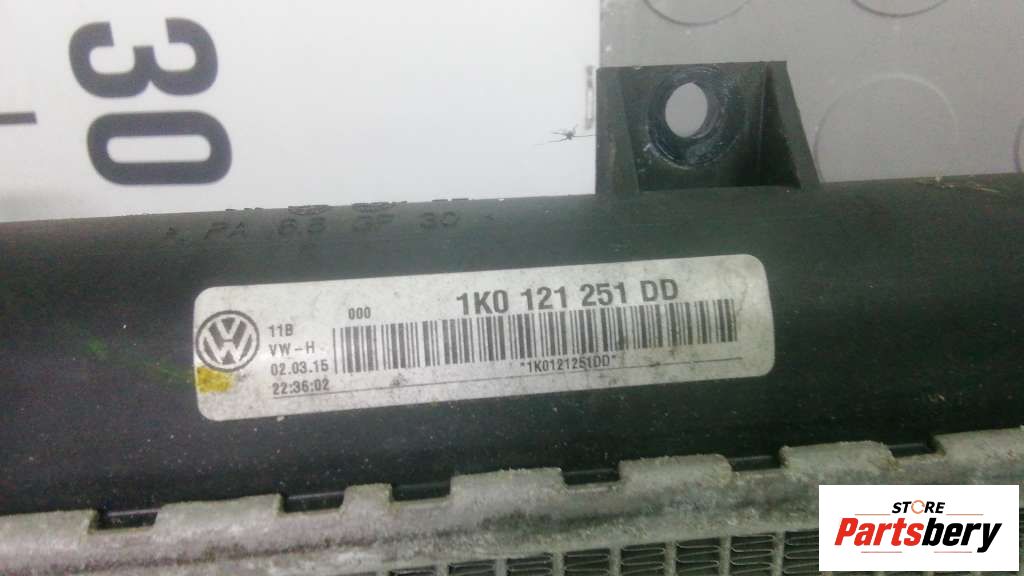 30
PA 66 GF 30
1K0 121 251 DD
000
11B
VW-H
02.03.15
22:36:02
*1K0121251DD*
STORE
Partsbery